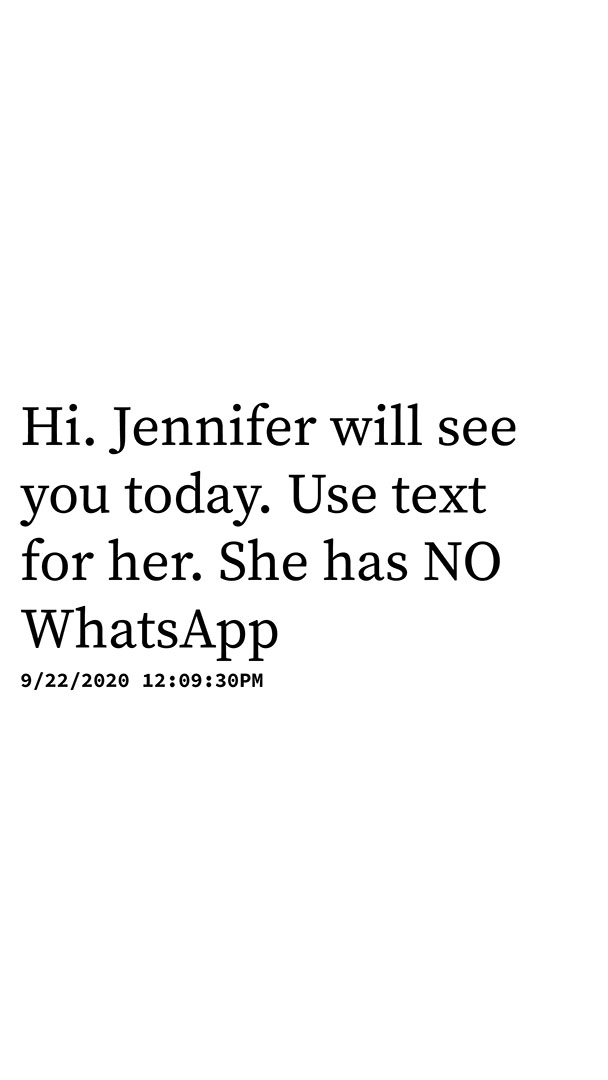 Hi. Jennifer will see
you today. Use text
for her. She has NO
WhatsApp
9/22/2020 12:09:30PM